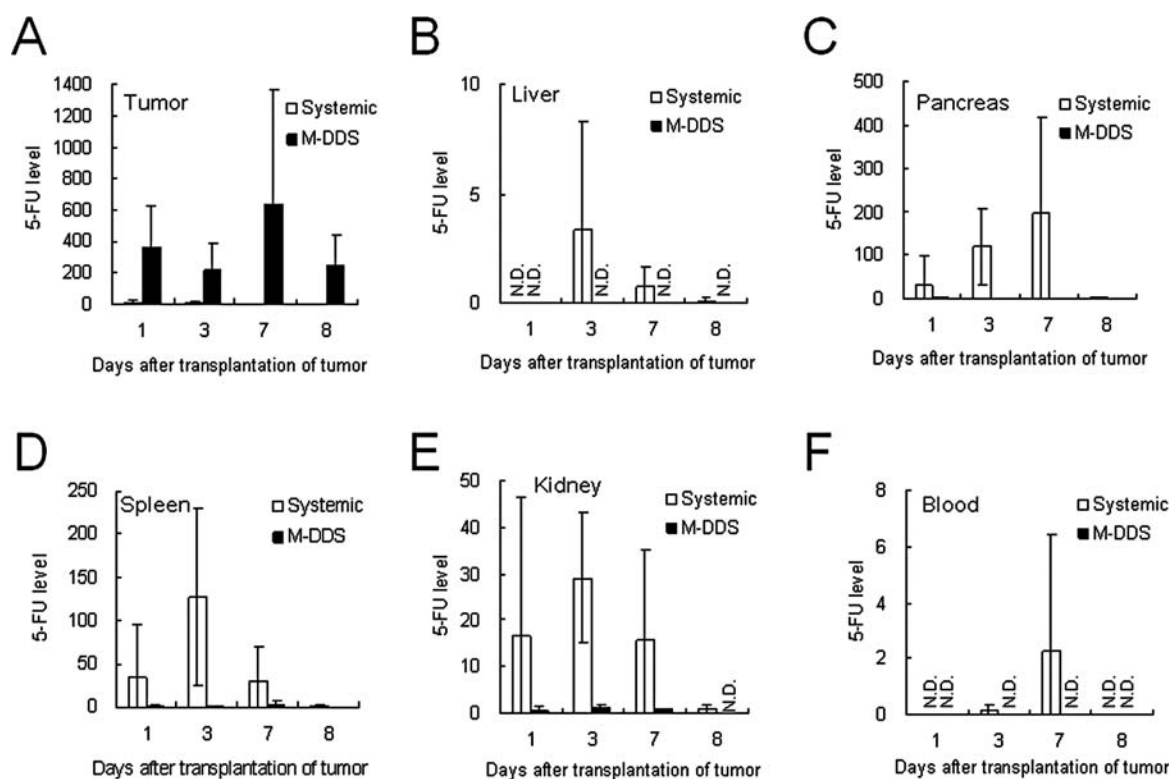 A
Tumor
Systemic
M-DDS
5-FU level
1400
1200
1000
800
600
400
200
0
1 3 7 8
Days after transplantation of tumor
B
Liver
Systemic
M-DDS
5-FU level
10
5
0
N.D. N.D. N.D. N.D. N.D.
1 3 7 8
Days after transplantation of tumor
C
Pancreas
Systemic
M-DDS
5-FU level
500
400
300
200
100
0
1 3 7 8
Days after transplantation of tumor
D
Spleen
Systemic
M-DDS
5-FU level
250
200
150
100
50
0
1 3 7 8
Days after transplantation of tumor
E
Kidney
Systemic
M-DDS
5-FU level
50
40
30
20
10
0
N.D.
1 3 7 8
Days after transplantation of tumor
F
Blood
Systemic
M-DDS
5-FU level
8
6
4
2
0
N.D. N.D. N.D. N.D. N.D. N.D.
1 3 7 8
Days after transplantation of tumor